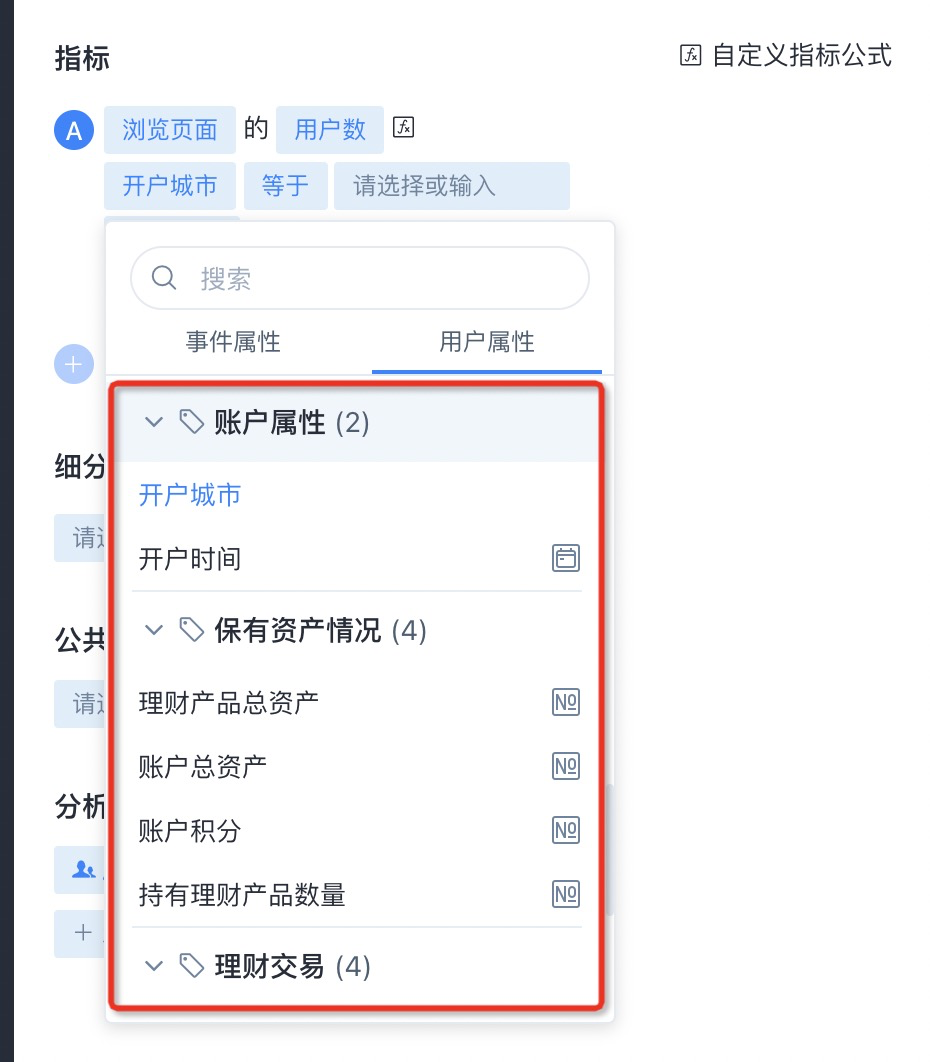 指标
自定义指标公式
A 浏览页面 的 用户数
开户城市 等于 请选择或输入
搜索
事件属性 用户属性
账户属性 (2)
细分
开户城市
请
开户时间
保有资产情况 (4)
公共
理财产品总资产
请
账户总资产
分析
账户积分
持有理财产品数量
理财交易 (4)